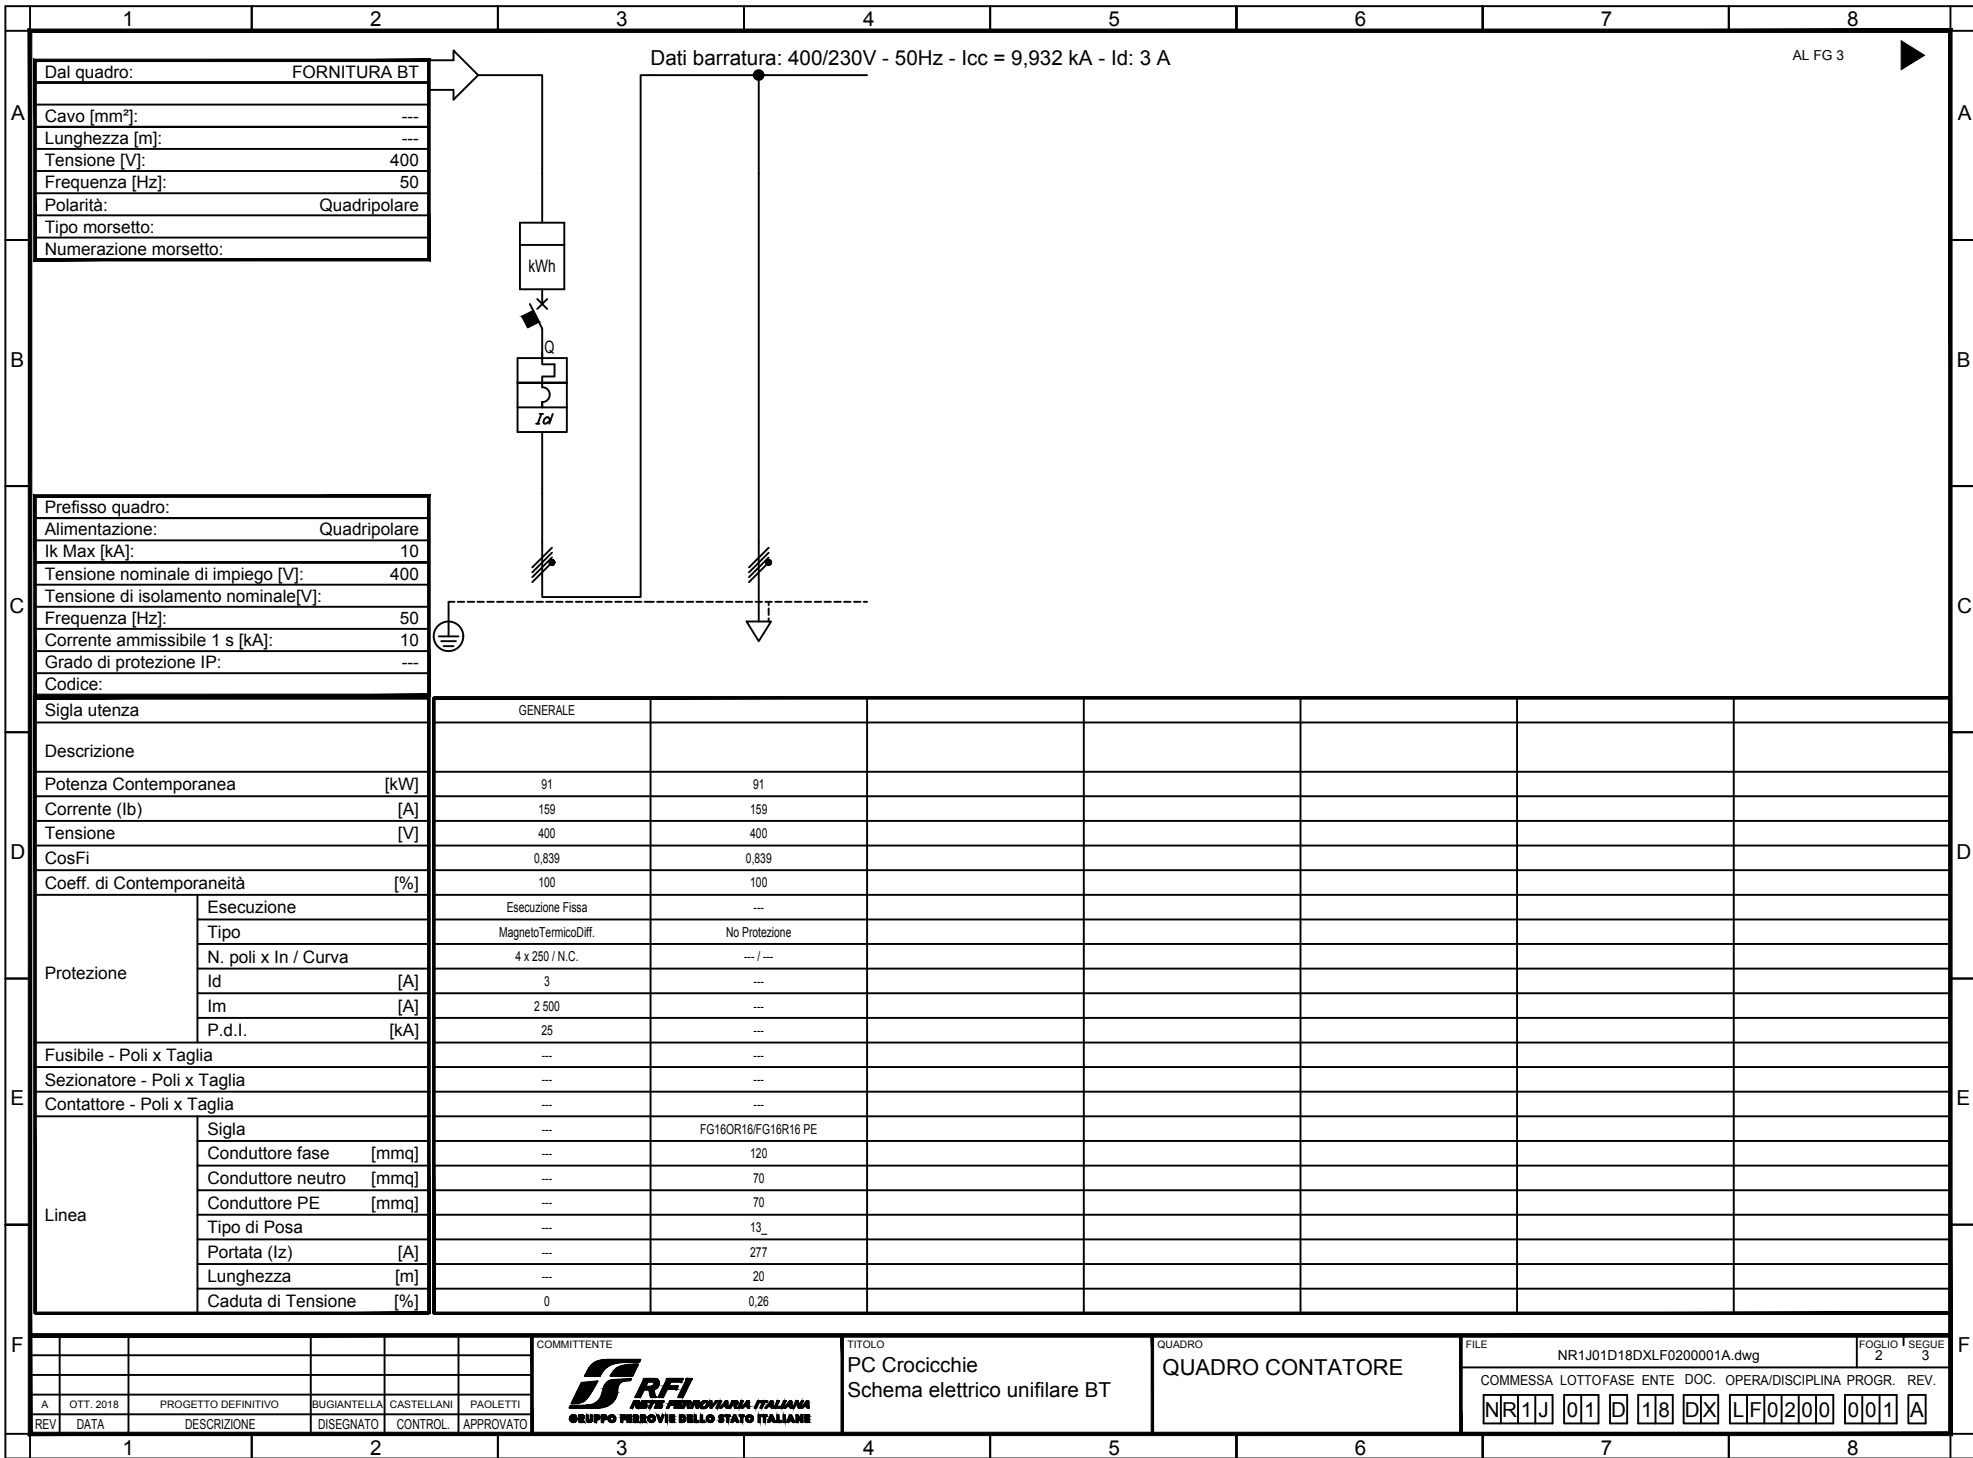 1 2 3 4 5 6 7 8
Dati barratura: 400/230V - 50Hz - Icc = 9,932 kA - Id: 3 A
AL FG 3
A A
Dal quadro: FORNITURA BT
Cavo [mm²]: ---
Lunghezza [m]: ---
Tensione [V]: 400
Frequenza [Hz]: 50
Polarità: Quadripolare
Tipo morsetto:
Numerazione morsetto:
kWh
B B
Q
Id
Prefisso quadro:
Alimentazione: Quadripolare
Ik Max [kA]: 10
Tensione nominale di impiego [V]: 400
Tensione di isolamento nominale[V]:
C C
Frequenza [Hz]: 50
Corrente ammissibile 1 s [kA]: 10
Grado di protezione IP: ---
Codice:
Sigla utenza GENERALE
Descrizione
Potenza Contemporanea [kW] 91 91
Corrente (Ib) [A] 159 159
Tensione [V] 400 400
D D
CosFi 0,839 0,839
Coeff. di Contemporaneità [%] 100 100
Protezione
Esecuzione Esecuzione Fissa ---
Tipo MagnetoTermicoDiff. No Protezione
N. poli x In / Curva 4 x 250 / N.C. --- / ---
Id [A] 3 ---
Im [A] 2 500 ---
P.d.I. [kA] 25 ---
Fusibile - Poli x Taglia --- ---
Sezionatore - Poli x Taglia --- ---
E E
Contattore - Poli x Taglia --- ---
Linea
Sigla --- FG16OR16/FG16R16 PE
Conduttore fase [mmq] --- 120
Conduttore neutro [mmq] --- 70
Conduttore PE [mmq] --- 70
Tipo di Posa --- 13_
Portata (Iz) [A] --- 277
Lunghezza [m] --- 20
Caduta di Tensione [%] 0 0,26
F F
A OTT. 2018 PROGETTO DEFINITIVO BUGIANTELLA CASTELLANI PAOLETTI
REV DATA DESCRIZIONE DISEGNATO CONTROL. APPROVATO
COMMITTENTE
RFI
RETE FERROVIARIA ITALIANA
GRUPPO FERROVIE DELLO STATO ITALIANE
TITOLO
PC Crocicchie
Schema elettrico unifilare BT
QUADRO
QUADRO CONTATORE
FILE
NR1J01D18DXLF0200001A.dwg
FOGLIO SEGUE
2 3
COMMESSA LOTTO FASE ENTE DOC. OPERA/DISCIPLINA PROGR. REV.
NR1J 01 D 18 DX LF0200 001 A
1 2 3 4 5 6 7 8